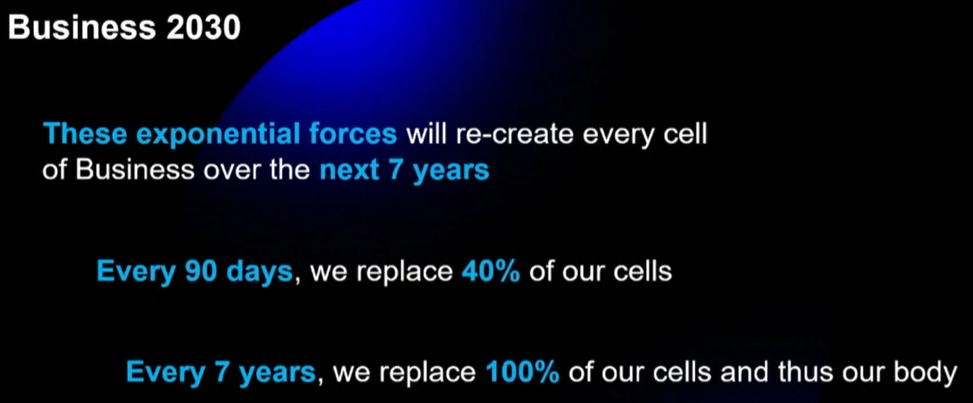 Business 2030
These exponential forces will re-create every cell
of Business over the next 7 years
Every 90 days, we replace 40% of our cells
Every 7 years, we replace 100% of our cells and thus our body